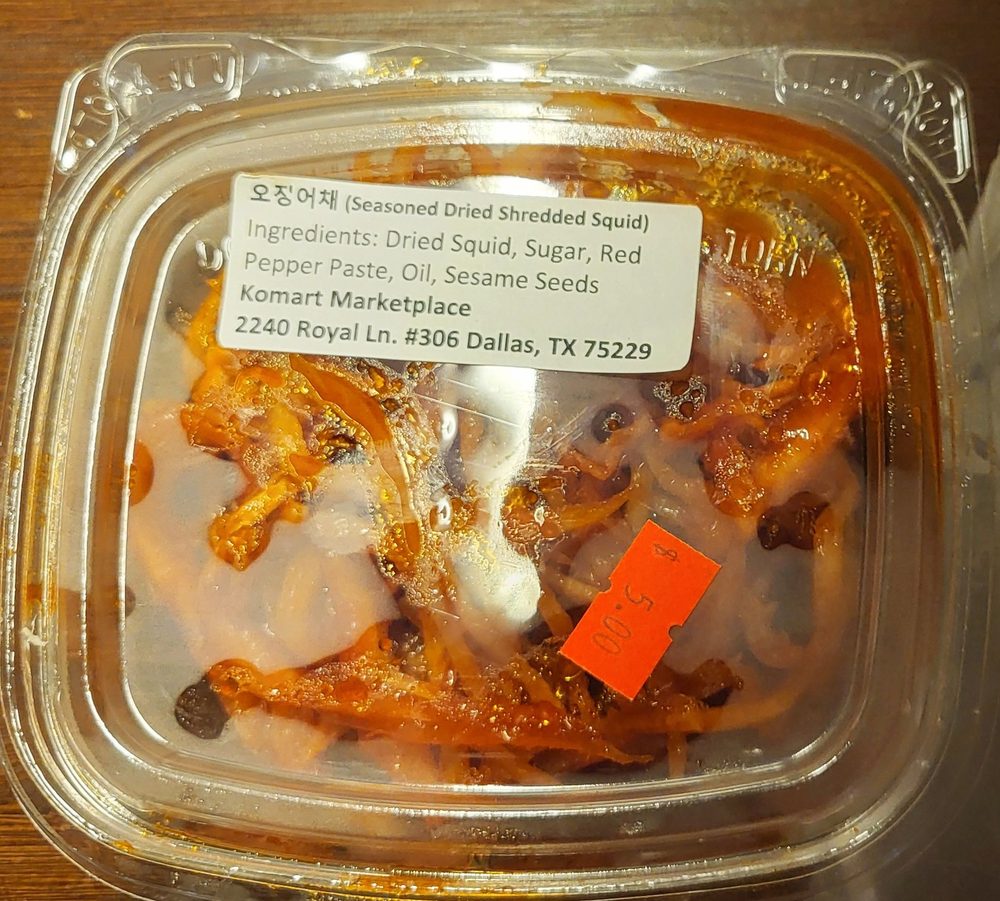 오징어채 (Seasoned Dried Shredded Squid)
Ingredients: Dried Squid, Sugar, Red
Pepper Paste, Oil, Sesame Seeds
Komart Marketplace
2240 Royal Ln. #306 Dallas, TX 75229
$ 5.00